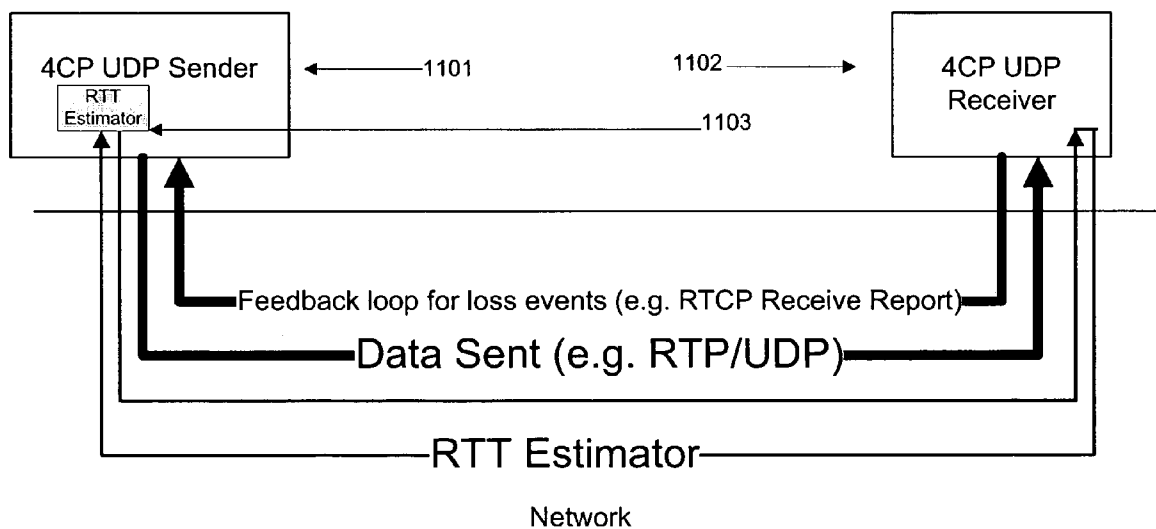 4CP UDP Sender
RTT
Estimator
1101
1102
4CP UDP
Receiver
1103
Feedback loop for loss events (e.g. RTCP Receive Report)
Data Sent (e.g. RTP/UDP)
RTT Estimator
Network